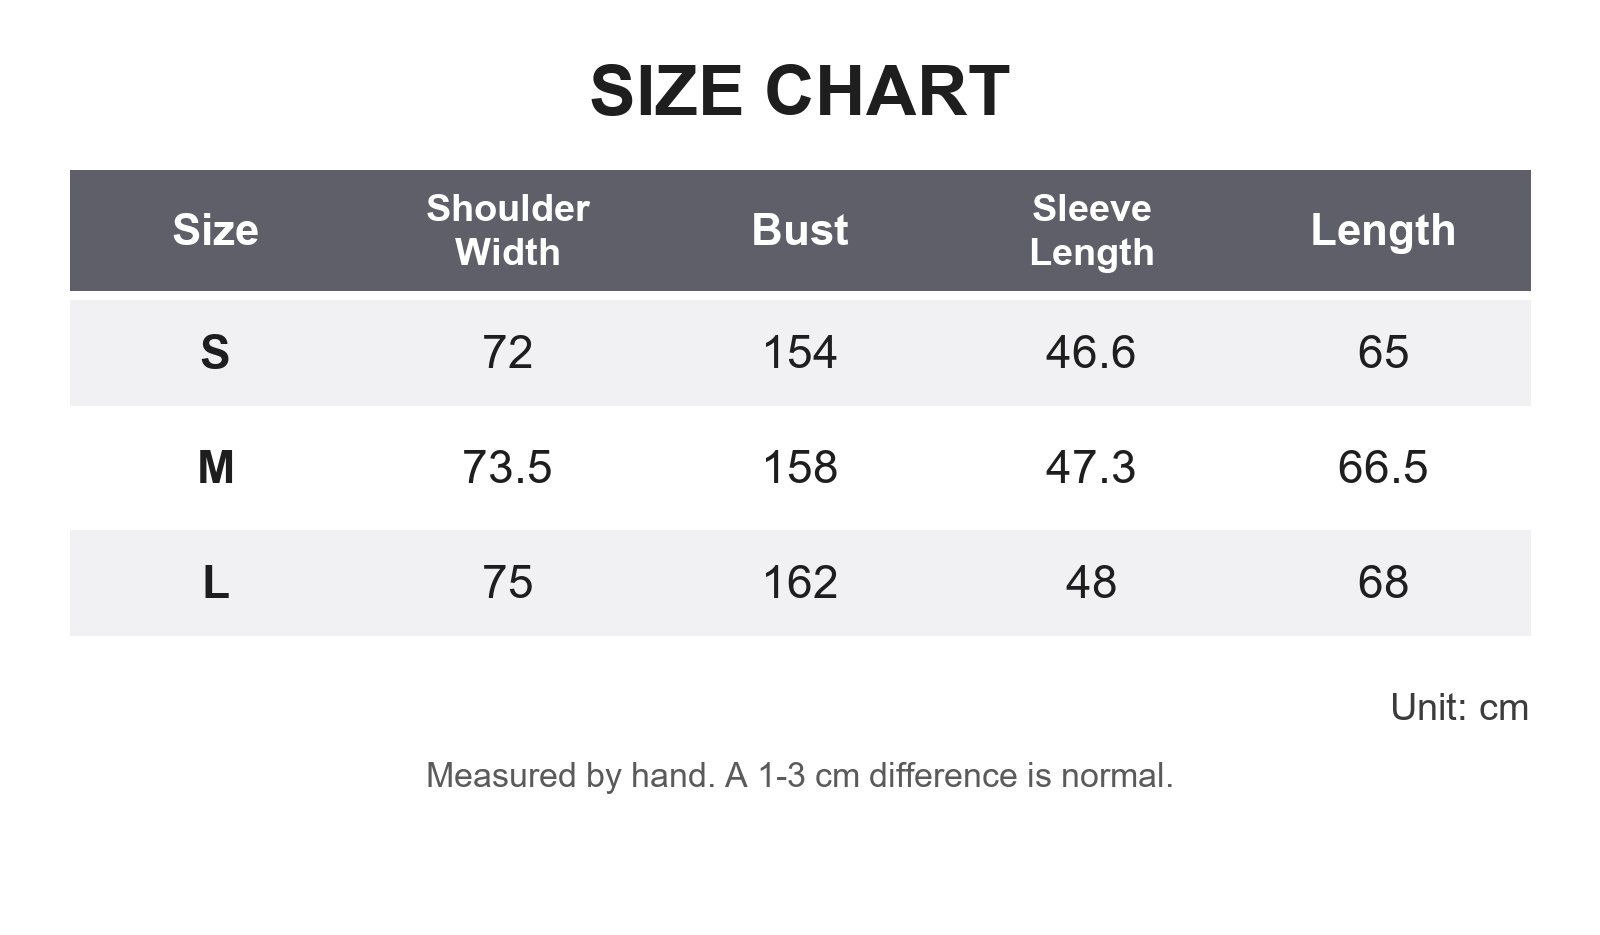 SIZE CHART
Size Shoulder Width Bust Sleeve Length Length
S 72 154 46.6 65
M 73.5 158 47.3 66.5
L 75 162 48 68
Unit: cm
Measured by hand. A 1-3 cm difference is normal.